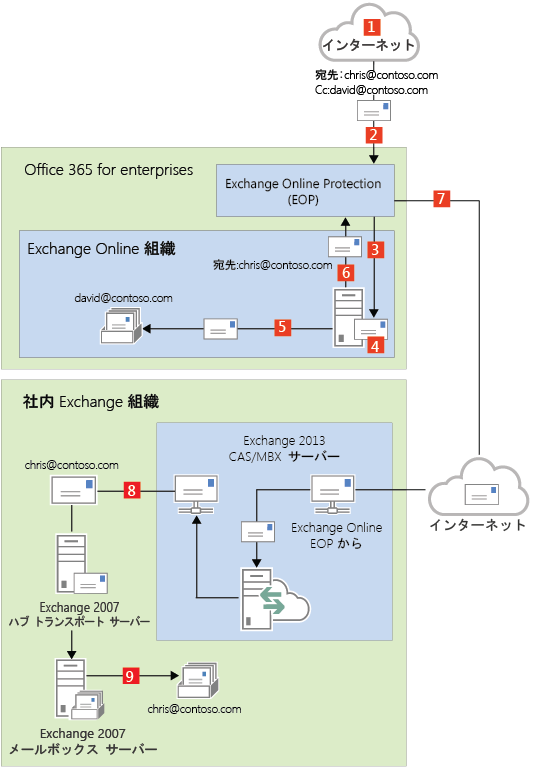 1
インターネット
宛先:chris@contoso.com
Cc:david@contoso.com
2
Office 365 for enterprises
Exchange Online Protection
(EOP)
7
Exchange Online 組織
3
宛先:chris@contoso.com
6
david@contoso.com
5
4
社内 Exchange 組織
Exchange 2013
CAS/MBX サーバー
chris@contoso.com
8
Exchange Online
EOP から
インターネット
Exchange 2007
ハブ トランスポート サーバー
9
chris@contoso.com
Exchange 2007
メールボックス サーバー